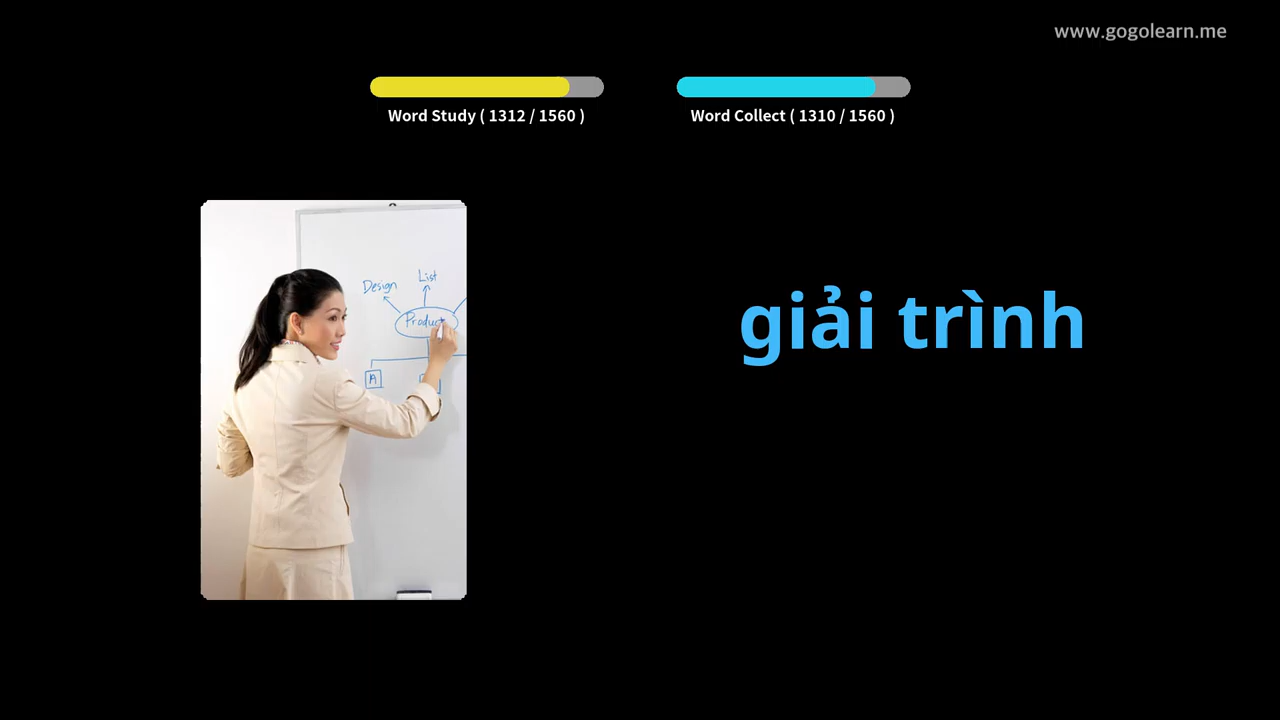 www.gogolearn.me
Word Study ( 1312 / 1560 )
Word Collect ( 1310 / 1560 )
Design
List
Product
A
giải trình